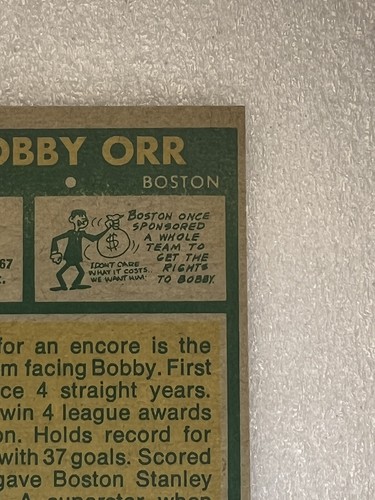 OBBY ORR
BOSTON
67
BOSTON ONCE
SPONSORED
A WHOLE
TEAM TO
GET THE
RIGHTS
TO BOBBY.
$
I DON'T CARE
WHAT IT COSTS..
WE WANT HIM.
for an encore is the
m facing Bobby. First
ce 4 straight years.
win 4 league awards
on. Holds record for
with 37 goals. Scored
gave Boston Stanley
A superstar when